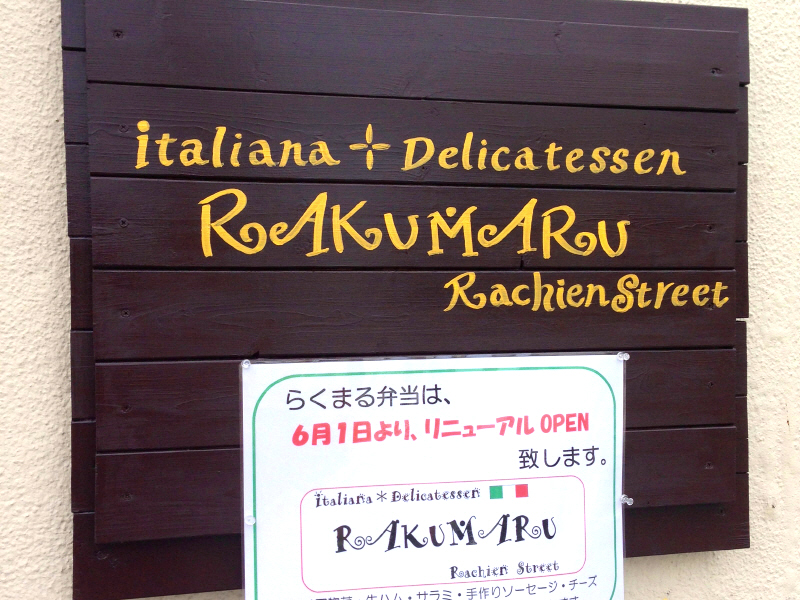 italiana + Delicatessen
RAKUMARU
Rachien Street
らくまる弁当は、
6月1日より、リニューアル OPEN
致します。
italiana * Delicatessen
RAKUMARU
Rachien Street
生ハム・サラミ・手作りソーセージ・チーズ